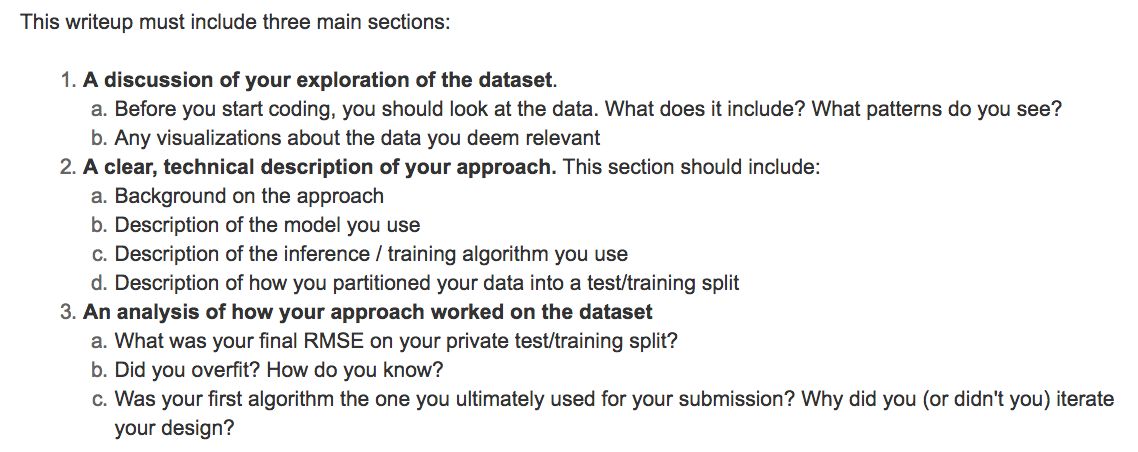 This writeup must include three main sections:
1. A discussion of your exploration of the dataset.
a. Before you start coding, you should look at the data. What does it include? What patterns do you see?
b. Any visualizations about the data you deem relevant
2. A clear, technical description of your approach. This section should include:
a. Background on the approach
b. Description of the model you use
c. Description of the inference / training algorithm you use
d. Description of how you partitioned your data into a test/training split
3. An analysis of how your approach worked on the dataset
a. What was your final RMSE on your private test/training split?
b. Did you overfit? How do you know?
c. Was your first algorithm the one you ultimately used for your submission? Why did you (or didn't you) iterate
your design?